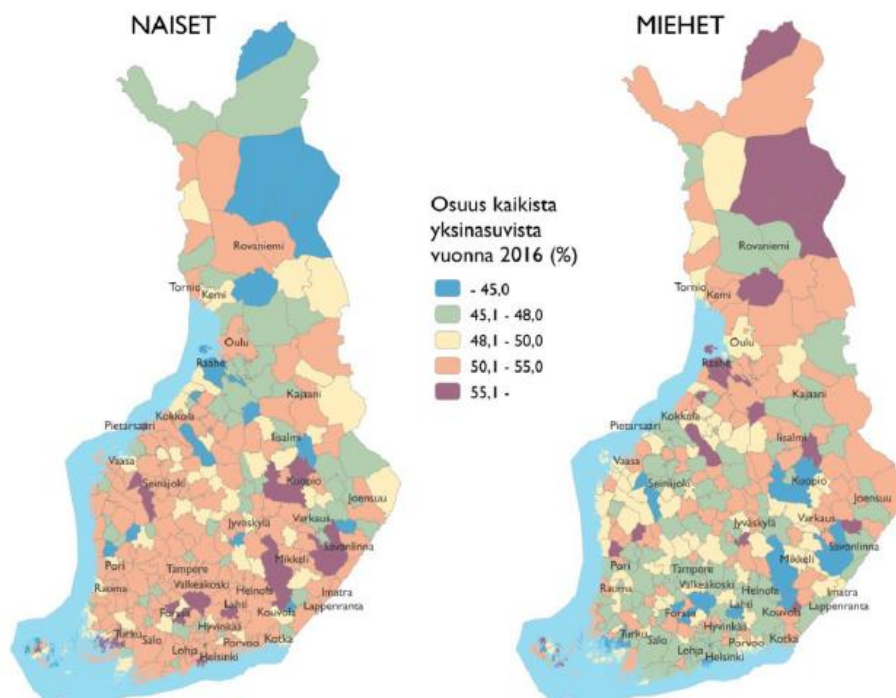 NAISET
MIEHET
Osuus kaikista
yksinasuvista
vuonna 2016 (%)
- 45,0
45,1 - 48,0
48,1 - 50,0
50,1 - 55,0
55,1 -
Rovaniemi
Tornio
Kemi
Oulu
Raahe
Kajaani
Kokkola
Pietarsaari
Iisalmi
Vaasa
Seinäjoki
Kuopio
Joensuu
Jyväskylä
Varkaus
Savonlinna
Mikkeli
Pori
Tampere
Rauma
Valkeakoski
Heinola
Imatra
Lappeenranta
Forssa
Lahti
Kouvola
Hyvinkää
Turku
Salo
Porvoo
Kotka
Lohja
Helsinki
Rovaniemi
Tornio
Kemi
Oulu
Raahe
Kajaani
Kokkola
Pietarsaari
Iisalmi
Vaasa
Seinäjoki
Kuopio
Joensuu
Jyväskylä
Varkaus
Savonlinna
Mikkeli
Pori
Tampere
Rauma
Valkeakoski
Heinola
Imatra
Lappeenranta
Forssa
Lahti
Kouvola
Hyvinkää
Turku
Salo
Porvoo
Kotka
Lohja
Helsinki